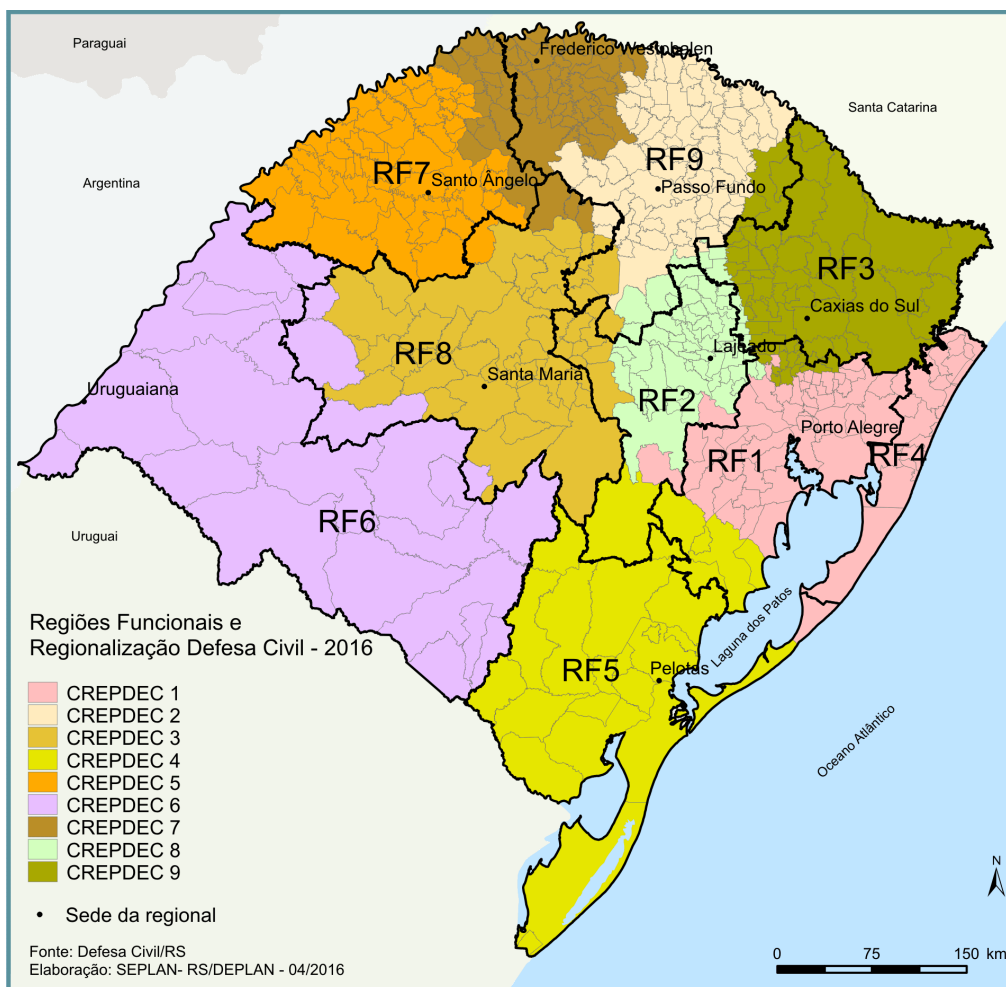 Paraguai
Frederico Westphalen
Santa Catarina
RF9
RF7
Santo Ângelo
Argentina
Passo Fundo
RF3
Caxias do Sul
RF8
Lajeado
Santa Maria
Uruguaiana
RF2
Porto Alegre
RF4
RF1
RF6
Uruguai
Laguna dos Patos
Regiões Funcionais e
Regionalização Defesa Civil - 2016
RF5
Pelotas
Oceano Atlântico
CREPDEC 1
CREPDEC 2
CREPDEC 3
CREPDEC 4
CREPDEC 5
CREPDEC 6
CREPDEC 7
CREPDEC 8
CREPDEC 9
Sede da regional
N
Fonte: Defesa Civil/RS
Elaboração: SEPLAN- RS/DEPLAN - 04/2016
0 75 150 km